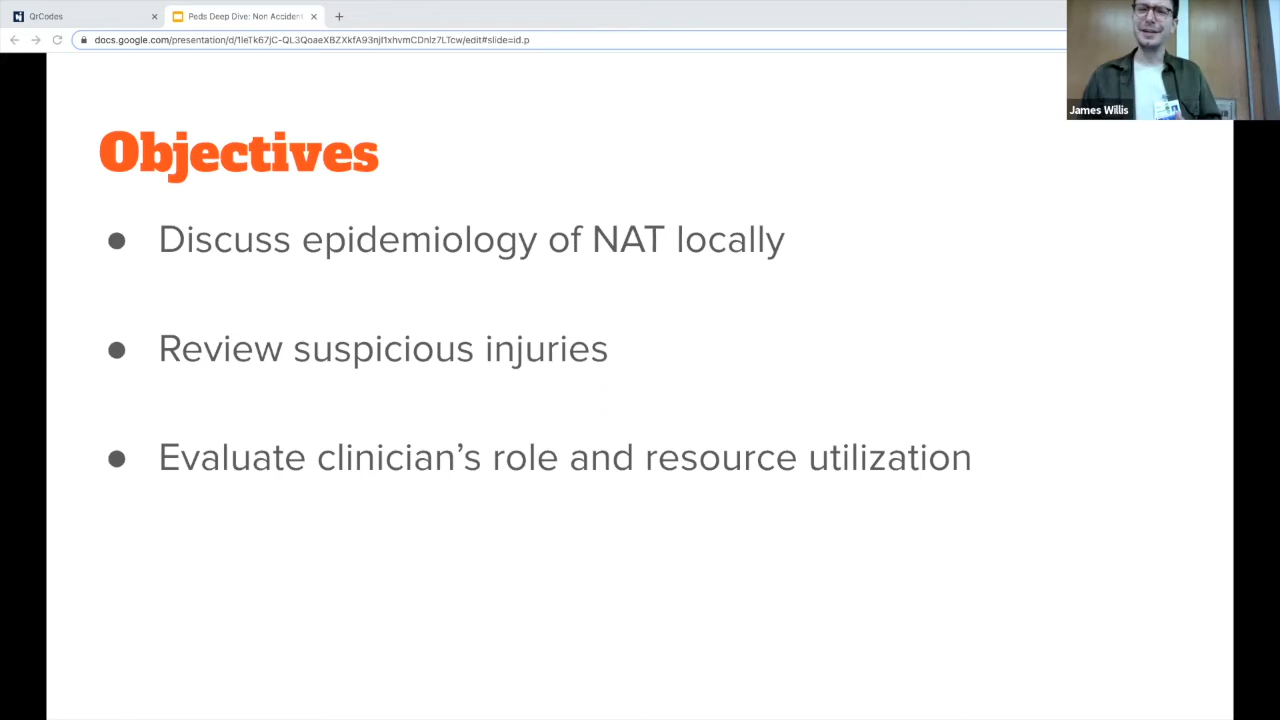 QrCodes
Peds Deep Dive: Non Accident
docs.google.com/presentation/d/1IeTk67jC-QL3QoaeXBZXkfA93njf1xhvmCDnlz7LTcw/edit#slide=id.p
James Willis
Objectives
● Discuss epidemiology of NAT locally
● Review suspicious injuries
● Evaluate clinician’s role and resource utilization